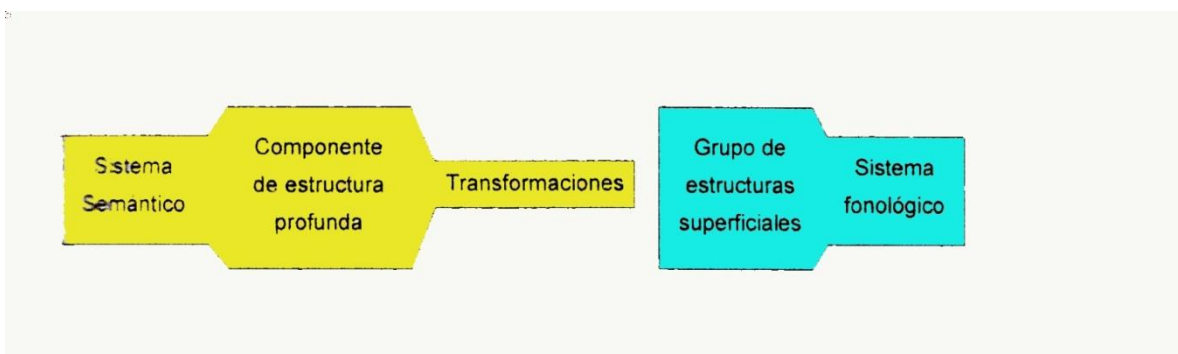 Sistema
Semántico
Componente
de estructura
profunda
Transformaciones
Grupo de
estructuras
superficiales
Sistema
fonológico